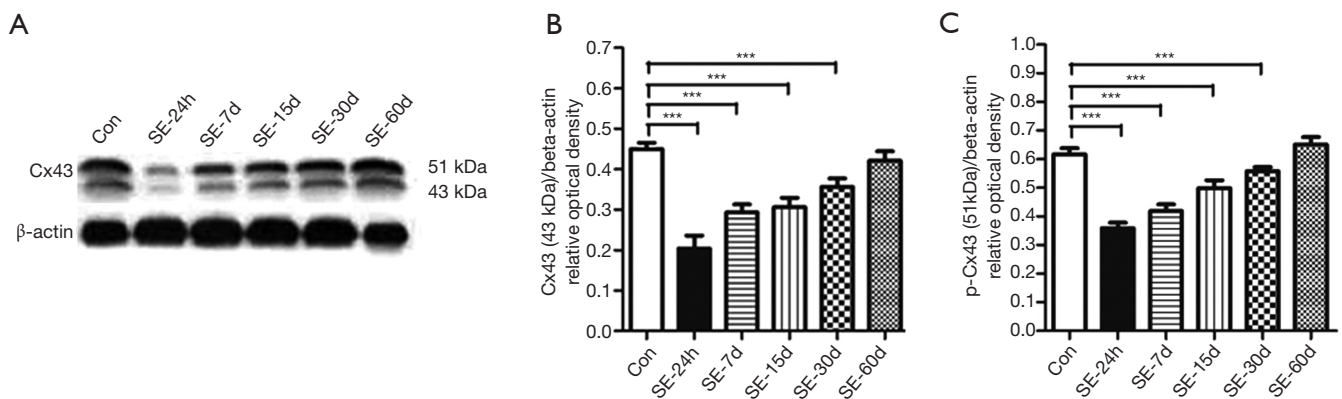 A
Con
SE-24h
SE-7d
SE-15d
SE-30d
SE-60d
Cx43
51 kDa
43 kDa
β-actin
B
Cx43 (43 kDa)/beta-actin
relative optical density
0.7
0.6
0.5
0.4
0.3
0.2
0.1
0.0
***
***
***
***
Con
SE-24h
SE-7d
SE-15d
SE-30d
SE-60d
C
p-Cx43 (51kDa)/beta-actin
relative optical density
1.0
0.9
0.8
0.7
0.6
0.5
0.4
0.3
0.2
0.1
0.0
***
***
***
***
Con
SE-24h
SE-7d
SE-15d
SE-30d
SE-60d